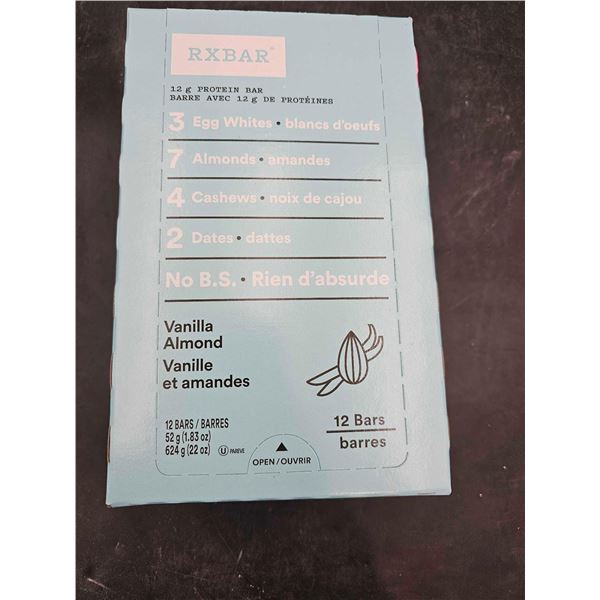 RXBAR®
12 g PROTEIN BAR
BARRE AVEC 12 g DE PROTÉINES
3 Egg Whites • blancs d'oeufs
7 Almonds • amandes
4 Cashews • noix de cajou
2 Dates • dattes
No B.S. • Rien d'absurde
Vanilla
Almond
Vanille
et amandes
12 BARS / BARRES
52 g (1.83 oz)
624 g (22 oz) U PAREVE
OPEN / OUVRIR
12 Bars
barres